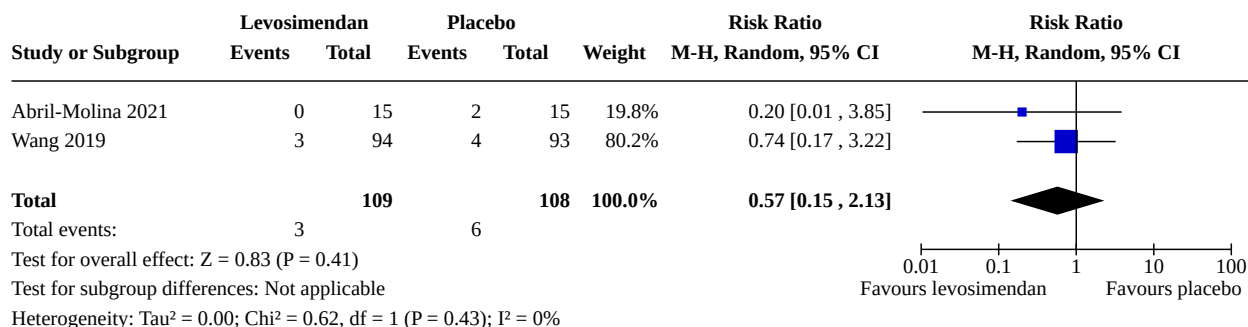 Levosimendan Placebo Risk Ratio Risk Ratio
Study or Subgroup Events Total Events Total Weight M-H, Random, 95% CI M-H, Random, 95% CI
Abril-Molina 2021 0 15 2 15 19.8% 0.20 [0.01 , 3.85]
Wang 2019 3 94 4 93 80.2% 0.74 [0.17 , 3.22]
Total 109 108 100.0% 0.57 [0.15 , 2.13]
Total events: 3 6
Test for overall effect: Z = 0.83 (P = 0.41)
0.01 0.1 1 10 100
Test for subgroup differences: Not applicable
Favours levosimendan Favours placebo
Heterogeneity: Tau² = 0.00; Chi² = 0.62, df = 1 (P = 0.43); I² = 0%